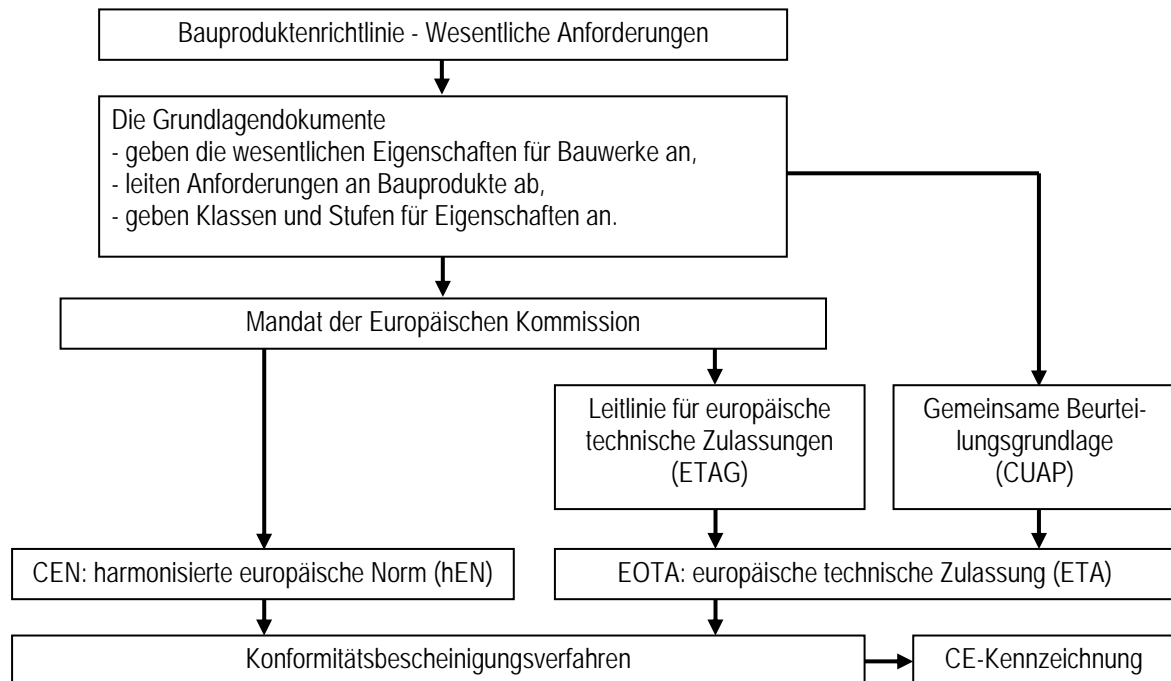 Bauproduktenrichtlinie - Wesentliche Anforderungen
Die Grundlagendokumente
- geben die wesentlichen Eigenschaften für Bauwerke an,
- leiten Anforderungen an Bauprodukte ab,
- geben Klassen und Stufen für Eigenschaften an.
Mandat der Europäischen Kommission
Leitlinie für europäische
technische Zulassungen
(ETAG)
Gemeinsame Beurtei-
lungsgrundlage
(CUAP)
CEN: harmonisierte europäische Norm (hEN)
EOTA: europäische technische Zulassung (ETA)
Konformitätsbescheinigungsverfahren
CE-Kennzeichnung